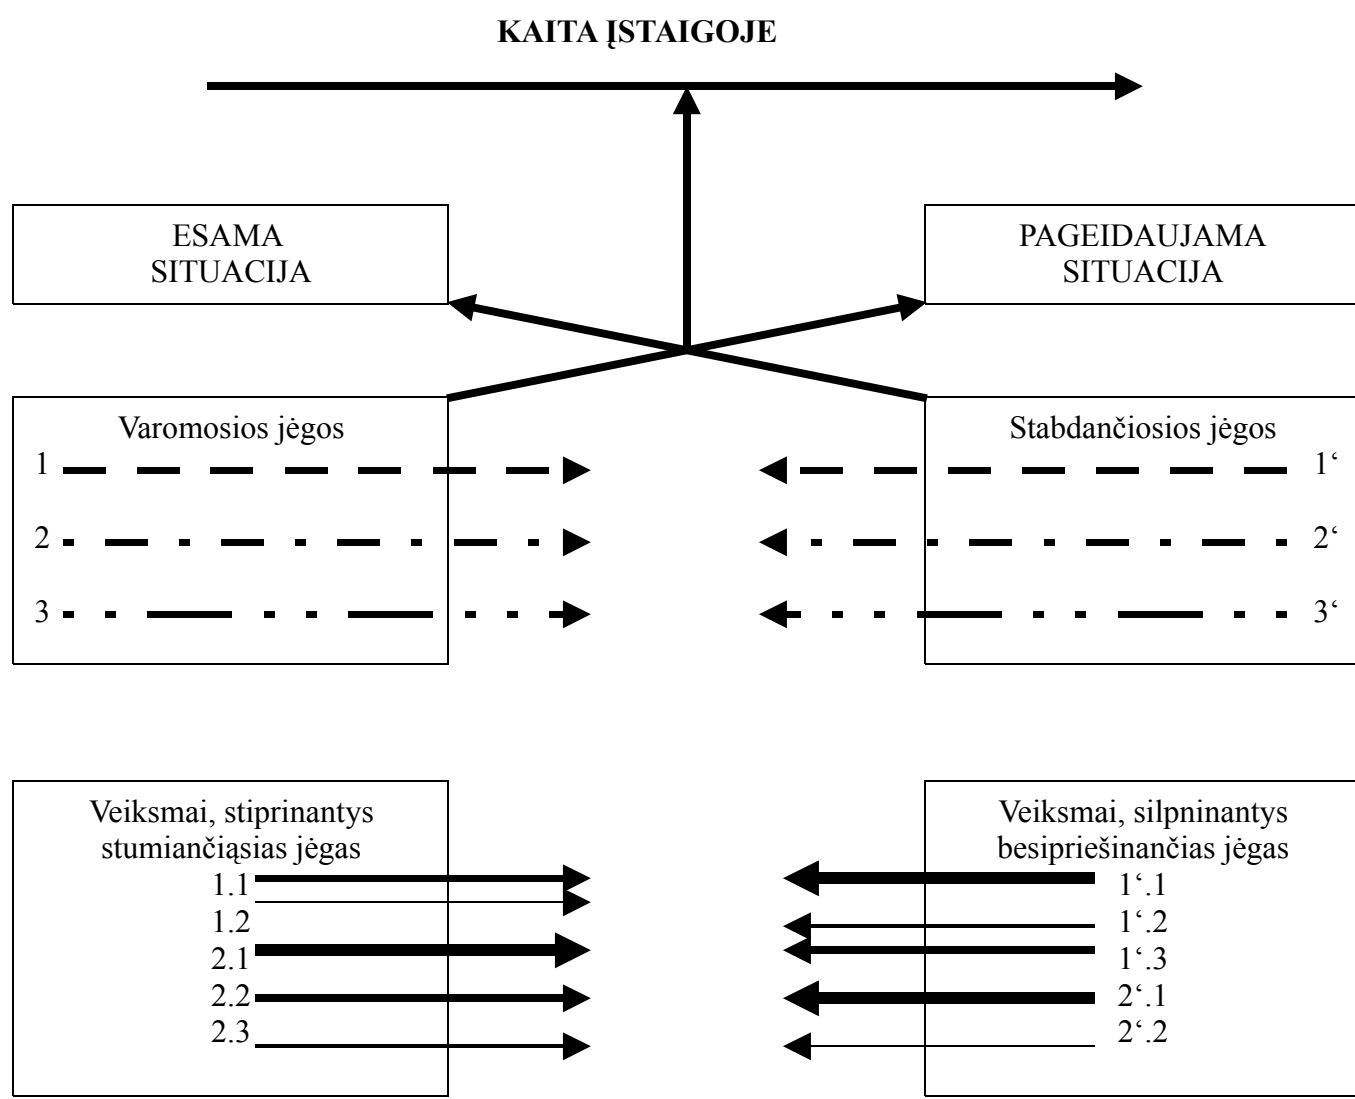 KAITA ĮSTAIGOJE
ESAMA
SITUACIJA
PAGEIDAUJAMA
SITUACIJA
Varomosios jėgos
1
2
3
Stabdančiosios jėgos
1‘
2‘
3‘
Veiksmai, stiprinantys
stumiančiąsias jėgas
1.1
1.2
2.1
2.2
2.3
Veiksmai, silpninantys
besipriešinančias jėgas
1‘.1
1‘.2
1‘.3
2‘.1
2‘.2